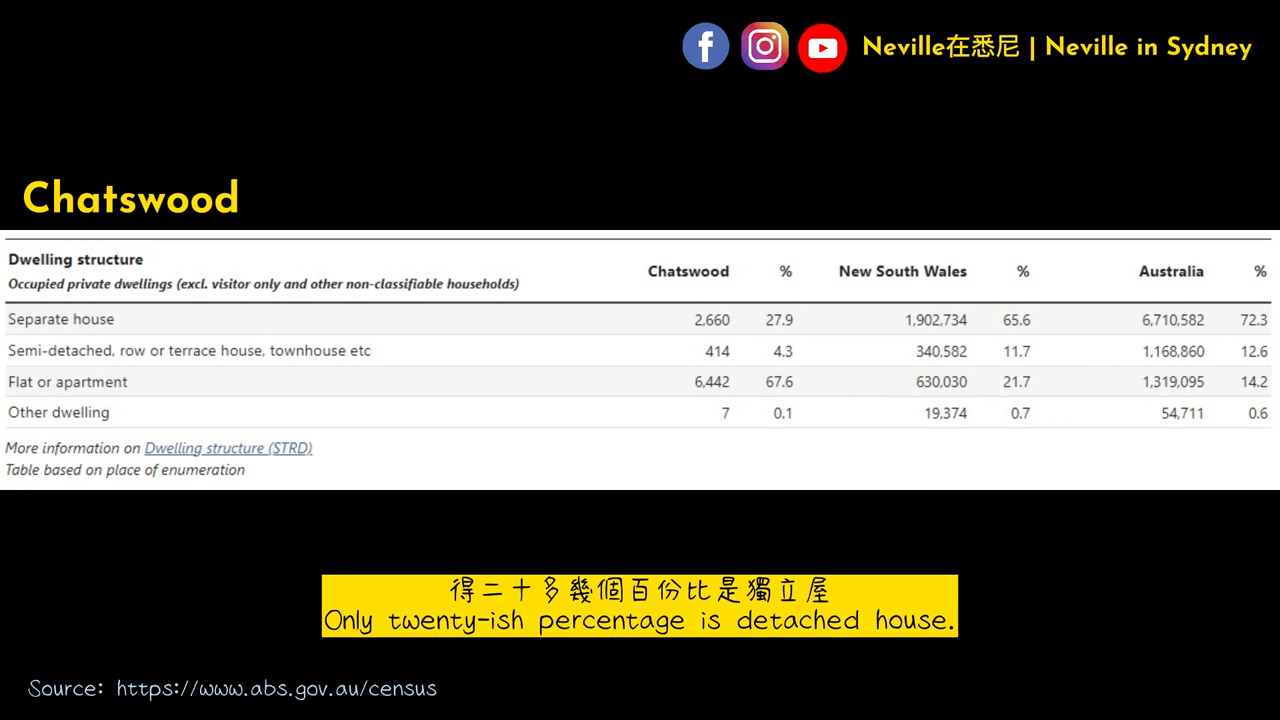 Neville在悉尼 | Neville in Sydney
Chatswood
Dwelling structure
Occupied private dwellings (excl. visitor only and other non-classifiable households)
Chatswood % New South Wales % Australia %
Separate house 2,660 27.9 1,902,734 65.6 6,710,582 72.3
Semi-detached, row or terrace house, townhouse etc 414 4.3 340,582 11.7 1,168,860 12.6
Flat or apartment 6,442 67.6 630,030 21.7 1,319,095 14.2
Other dwelling 7 0.1 19,374 0.7 54,711 0.6
More information on Dwelling structure (STRD)
Table based on place of enumeration
得二十多幾個百份比是獨立屋
Only twenty-ish percentage is detached house.
Source: https://www.abs.gov.au/census